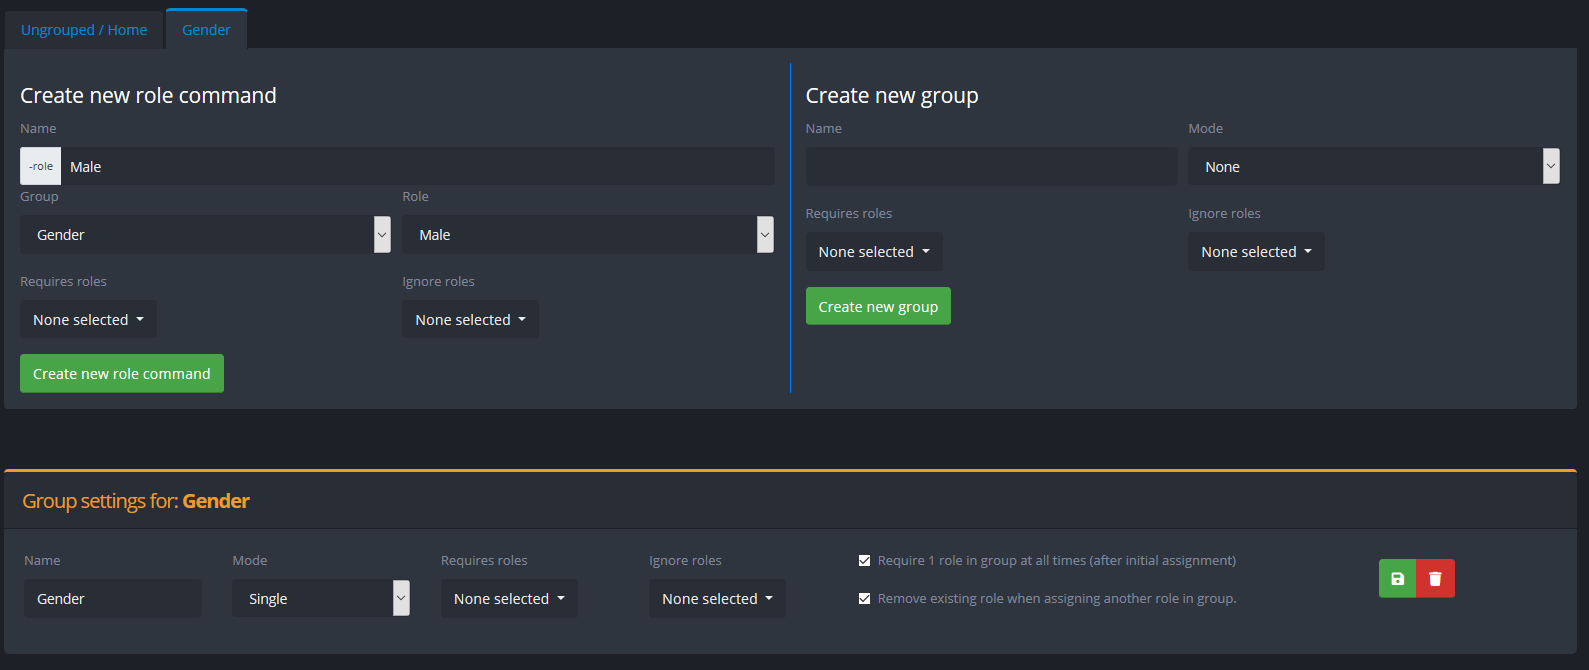 Ungrouped / Home
Gender
Create new role command
Name
-role Male
Group Role
Gender Male
Requires roles Ignore roles
None selected None selected
Create new role command
Create new group
Name Mode
None
Requires roles Ignore roles
None selected None selected
Create new group
Group settings for: Gender
Name Mode Requires roles Ignore roles
Gender Single None selected None selected
Require 1 role in group at all times (after initial assignment)
Remove existing role when assigning another role in group.